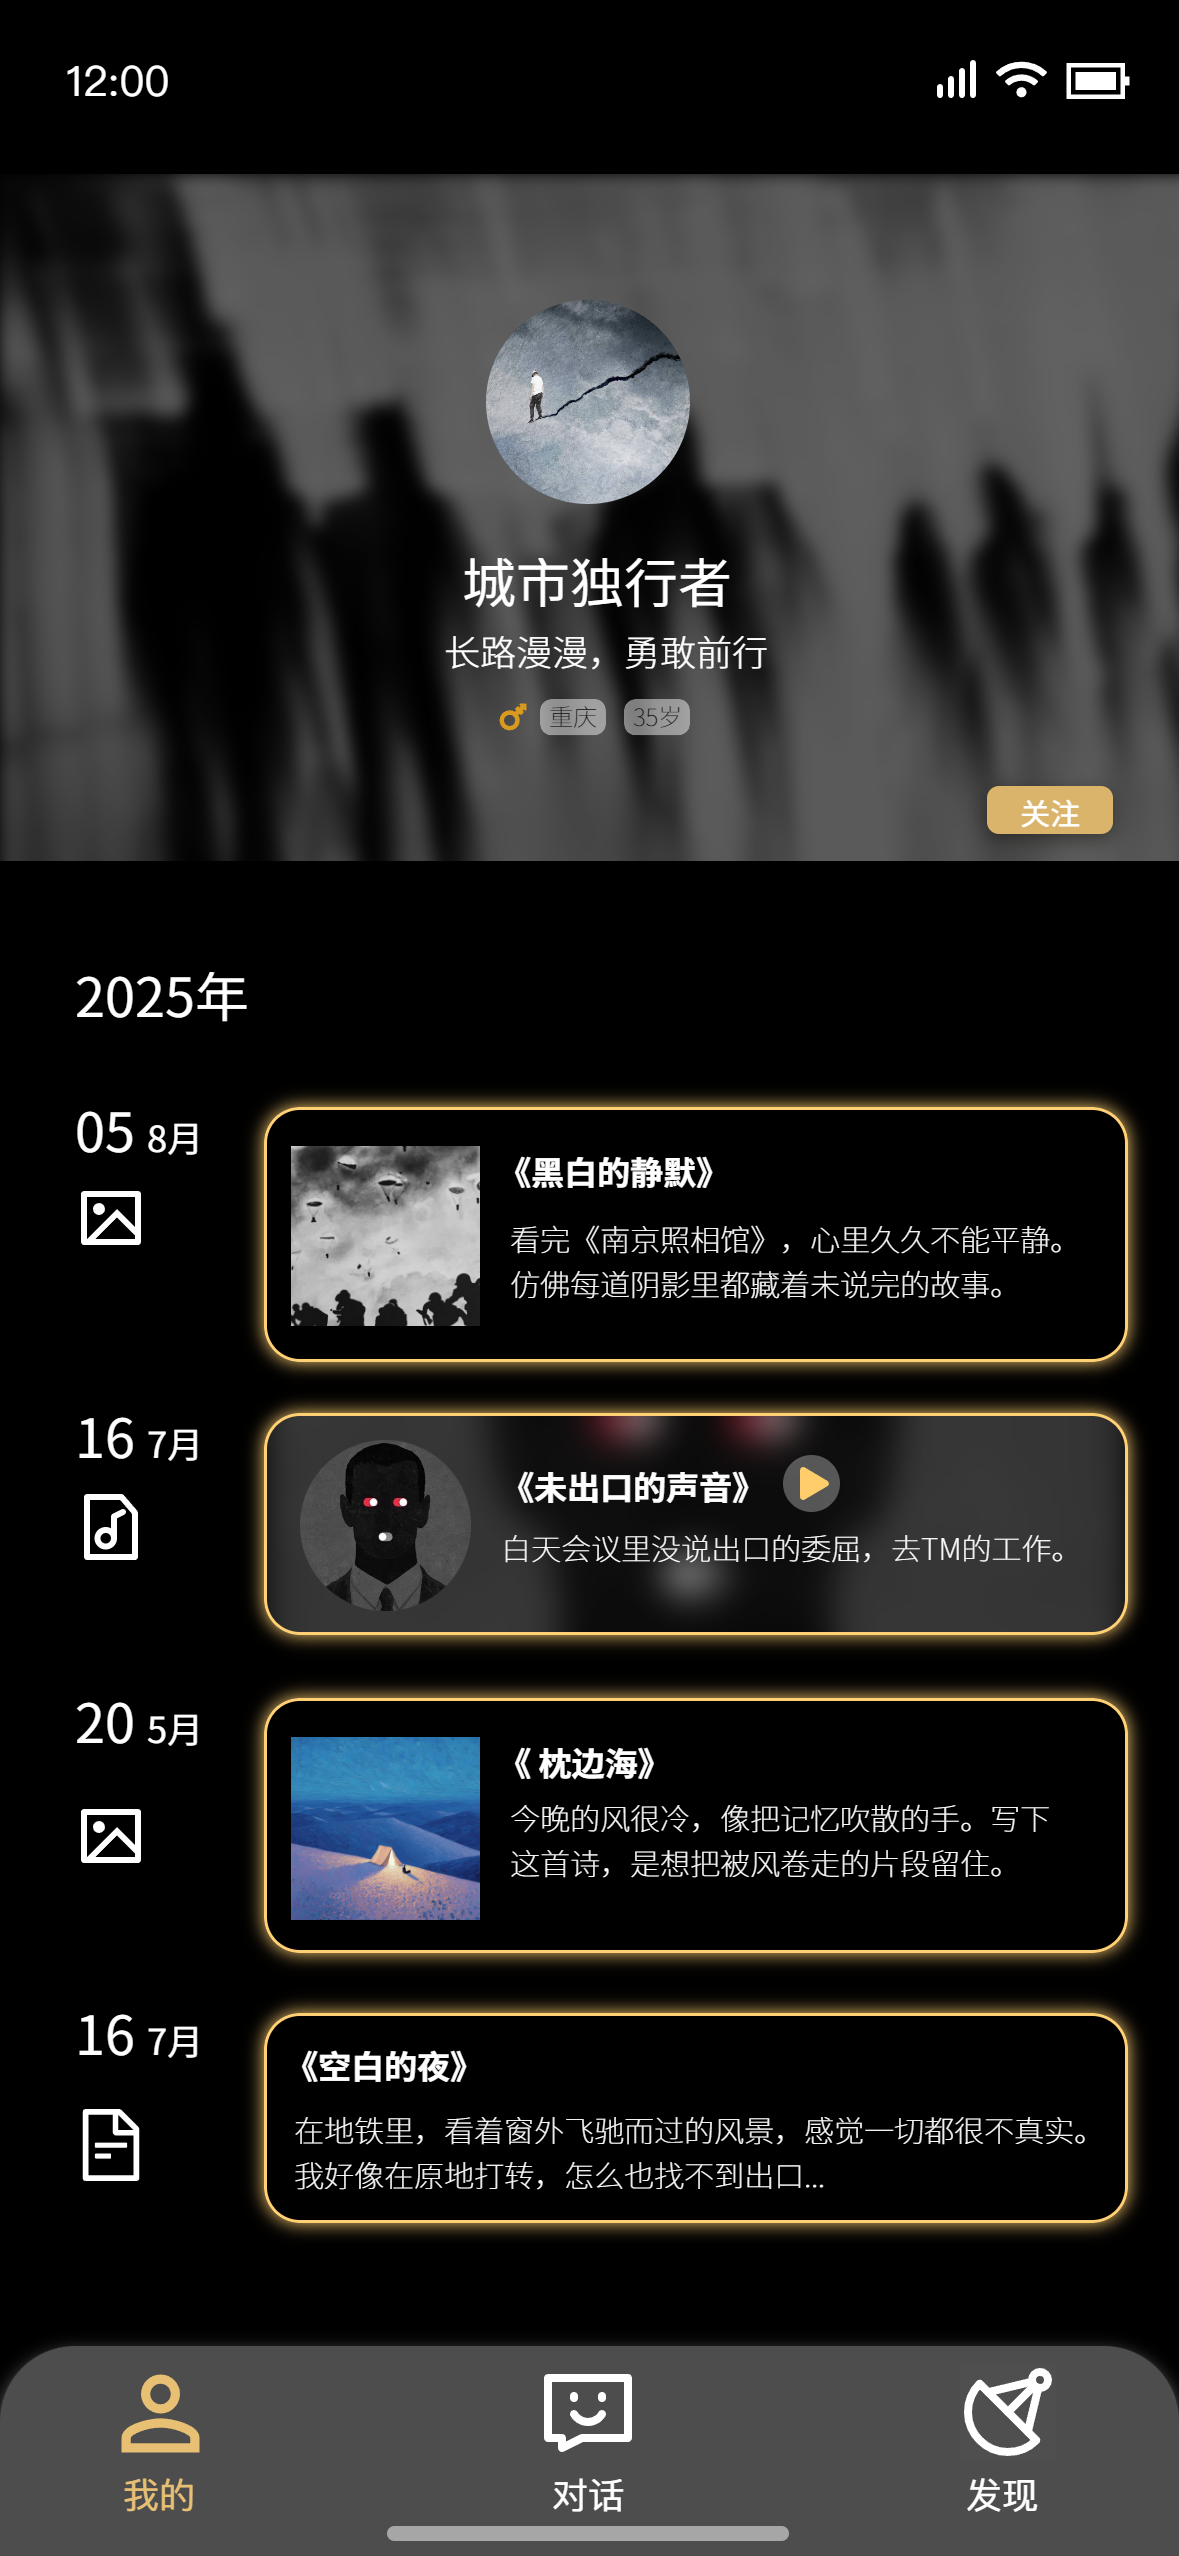 12:00
城市独行者
长路漫漫，勇敢前行
重庆 35岁
关注
2025年
05 8月
《黑白的静默》
看完《南京照相馆》，心里久久不能平静。
仿佛每道阴影里都藏着未说完的故事。
16 7月
《未出口的声音》
白天会议里没说出口的委屈，去TM的工作。
20 5月
《 枕边海》
今晚的风很冷，像把记忆吹散的手。写下
这首诗，是想把被风卷走的片段留住。
16 7月
《空白的夜》
在地铁里，看着窗外飞驰而过的风景，感觉一切都很不真实。
我好像在原地打转，怎么也找不到出口...
我的 对话 发现